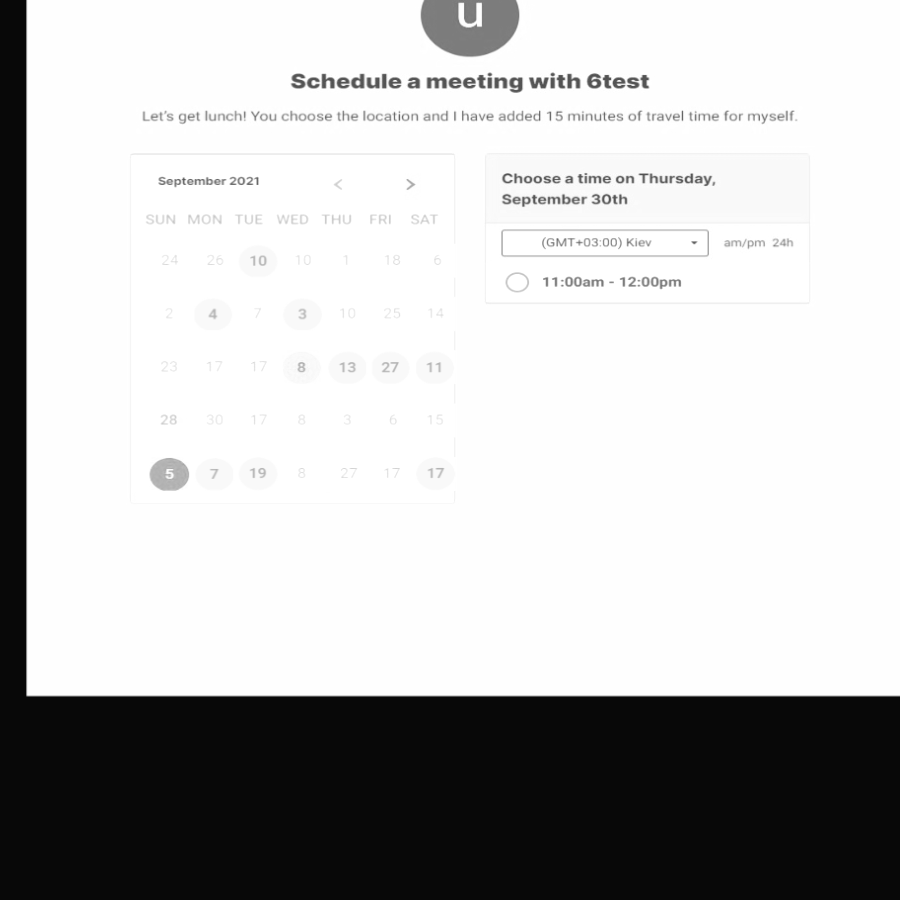 u
Schedule a meeting with 6test
Let's get lunch! You choose the location and I have added 15 minutes of travel time for myself.
September 2021 < >
SUN MON TUE WED THU FRI SAT
24 26 10 10 1 18 6
2 4 7 3 10 25 14
23 17 17 8 13 27 11
28 30 17 8 3 6 15
5 7 19 8 27 17 17
Choose a time on Thursday,
September 30th
(GMT+03:00) Kiev am/pm 24h
11:00am - 12:00pm